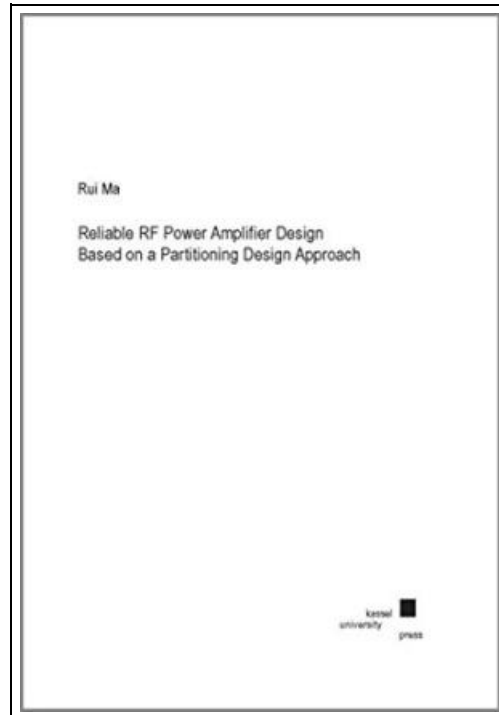 Rui Ma
Reliable RF Power Amplifier Design
Based on a Partitioning Design Approach
kassel
university
press